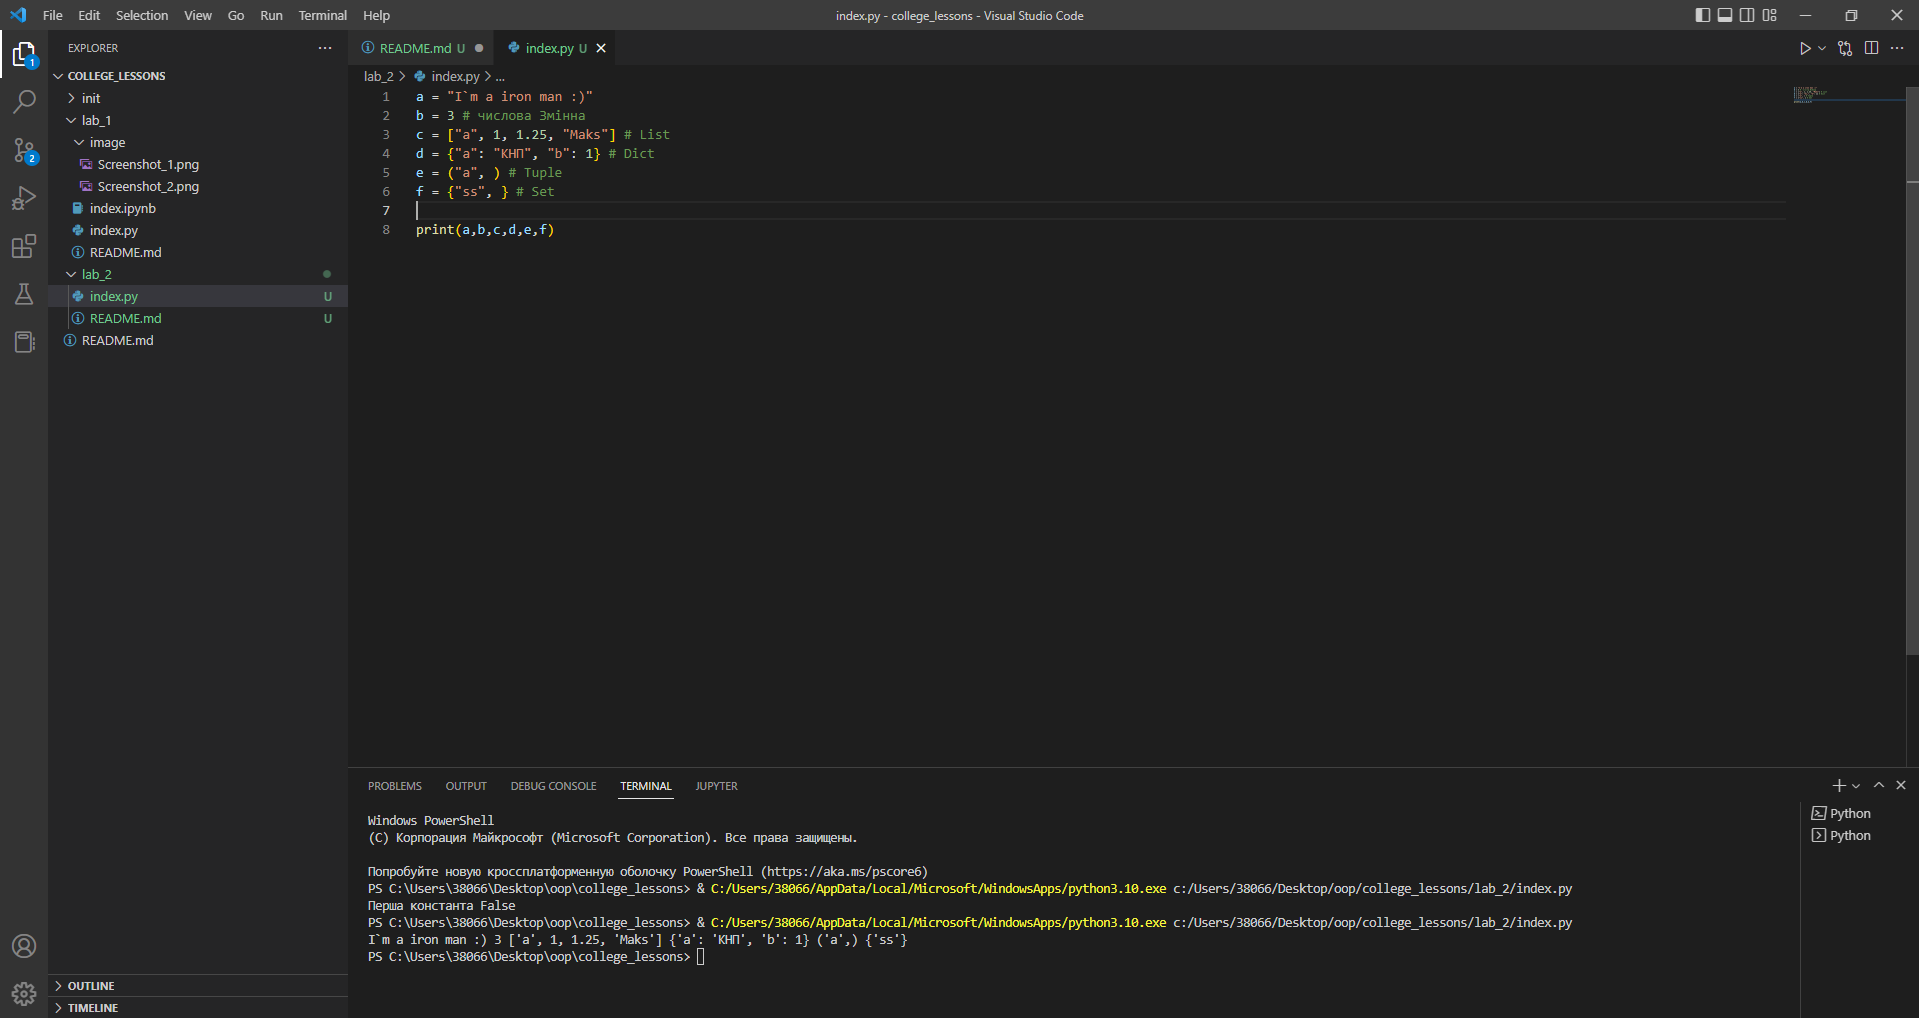 File Edit Selection View Go Run Terminal Help
index.py - college_lessons - Visual Studio Code
EXPLORER
COLLEGE_LESSONS
init
lab_1
image
Screenshot_1.png
Screenshot_2.png
index.ipynb
index.py
README.md
lab_2
index.py U
README.md U
README.md
OUTLINE
TIMELINE
1
2
README.md U
index.py U
lab_2 > index.py > ...
1 a = "I`m a iron man :)"
2 b = 3 # числова Змінна
3 c = ["a", 1, 1.25, "Maks"] # List
4 d = {"a": "КНП", "b": 1} # Dict
5 e = ("a", ) # Tuple
6 f = {"ss", } # Set
7
8 print(a,b,c,d,e,f)
PROBLEMS OUTPUT DEBUG CONSOLE TERMINAL JUPYTER
Windows PowerShell
(C) Корпорация Майкрософт (Microsoft Corporation). Все права защищены.
Попробуйте новую кроссплатформенную оболочку PowerShell (https://aka.ms/pscore6)
PS C:\Users\38066\Desktop\oop\college_lessons> & C:/Users/38066/AppData/Local/Microsoft/WindowsApps/python3.10.exe c:/Users/38066/Desktop/oop/college_lessons/lab_2/index.py
Перша константа False
PS C:\Users\38066\Desktop\oop\college_lessons> & C:/Users/38066/AppData/Local/Microsoft/WindowsApps/python3.10.exe c:/Users/38066/Desktop/oop/college_lessons/lab_2/index.py
I`m a iron man :) 3 ['a', 1, 1.25, 'Maks'] {'a': 'КНП', 'b': 1} ('a',) {'ss'}
PS C:\Users\38066\Desktop\oop\college_lessons>
Python
Python